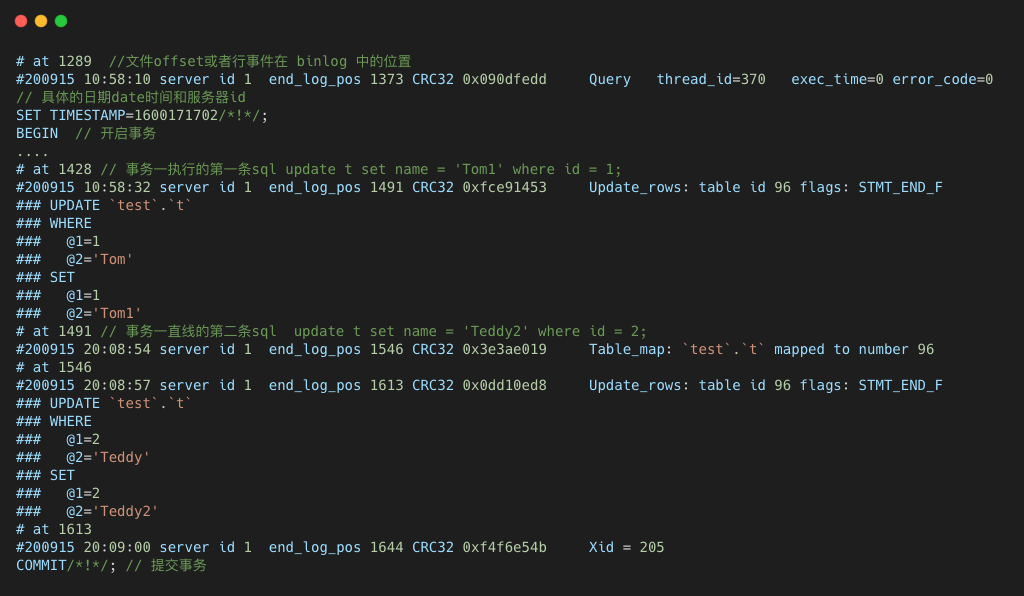 # at 1289  //文件offset或者行事件在 binlog 中的位置
#200915 10:58:10 server id 1  end_log_pos 1373 CRC32 0x090dfedd     Query   thread_id=370   exec_time=0 error_code=0
// 具体的日期date时间和服务器id
SET TIMESTAMP=1600171702/*!*/;
BEGIN  // 开启事务
....
# at 1428 // 事务一执行的第一条sql update t set name = 'Tom1' where id = 1;
#200915 10:58:32 server id 1  end_log_pos 1491 CRC32 0xfce91453     Update_rows: table id 96 flags: STMT_END_F
### UPDATE `test`.`t`
### WHERE
###   @1=1
###   @2='Tom'
### SET
###   @1=1
###   @2='Tom1'
# at 1491 // 事务一直线的第二条sql  update t set name = 'Teddy2' where id = 2;
#200915 20:08:54 server id 1  end_log_pos 1546 CRC32 0x3e3ae019     Table_map: `test`.`t` mapped to number 96
# at 1546
#200915 20:08:57 server id 1  end_log_pos 1613 CRC32 0x0dd10ed8     Update_rows: table id 96 flags: STMT_END_F
### UPDATE `test`.`t`
### WHERE
###   @1=2
###   @2='Teddy'
### SET
###   @1=2
###   @2='Teddy2'
# at 1613
#200915 20:09:00 server id 1  end_log_pos 1644 CRC32 0xf4f6e54b     Xid = 205
COMMIT/*!*/; // 提交事务